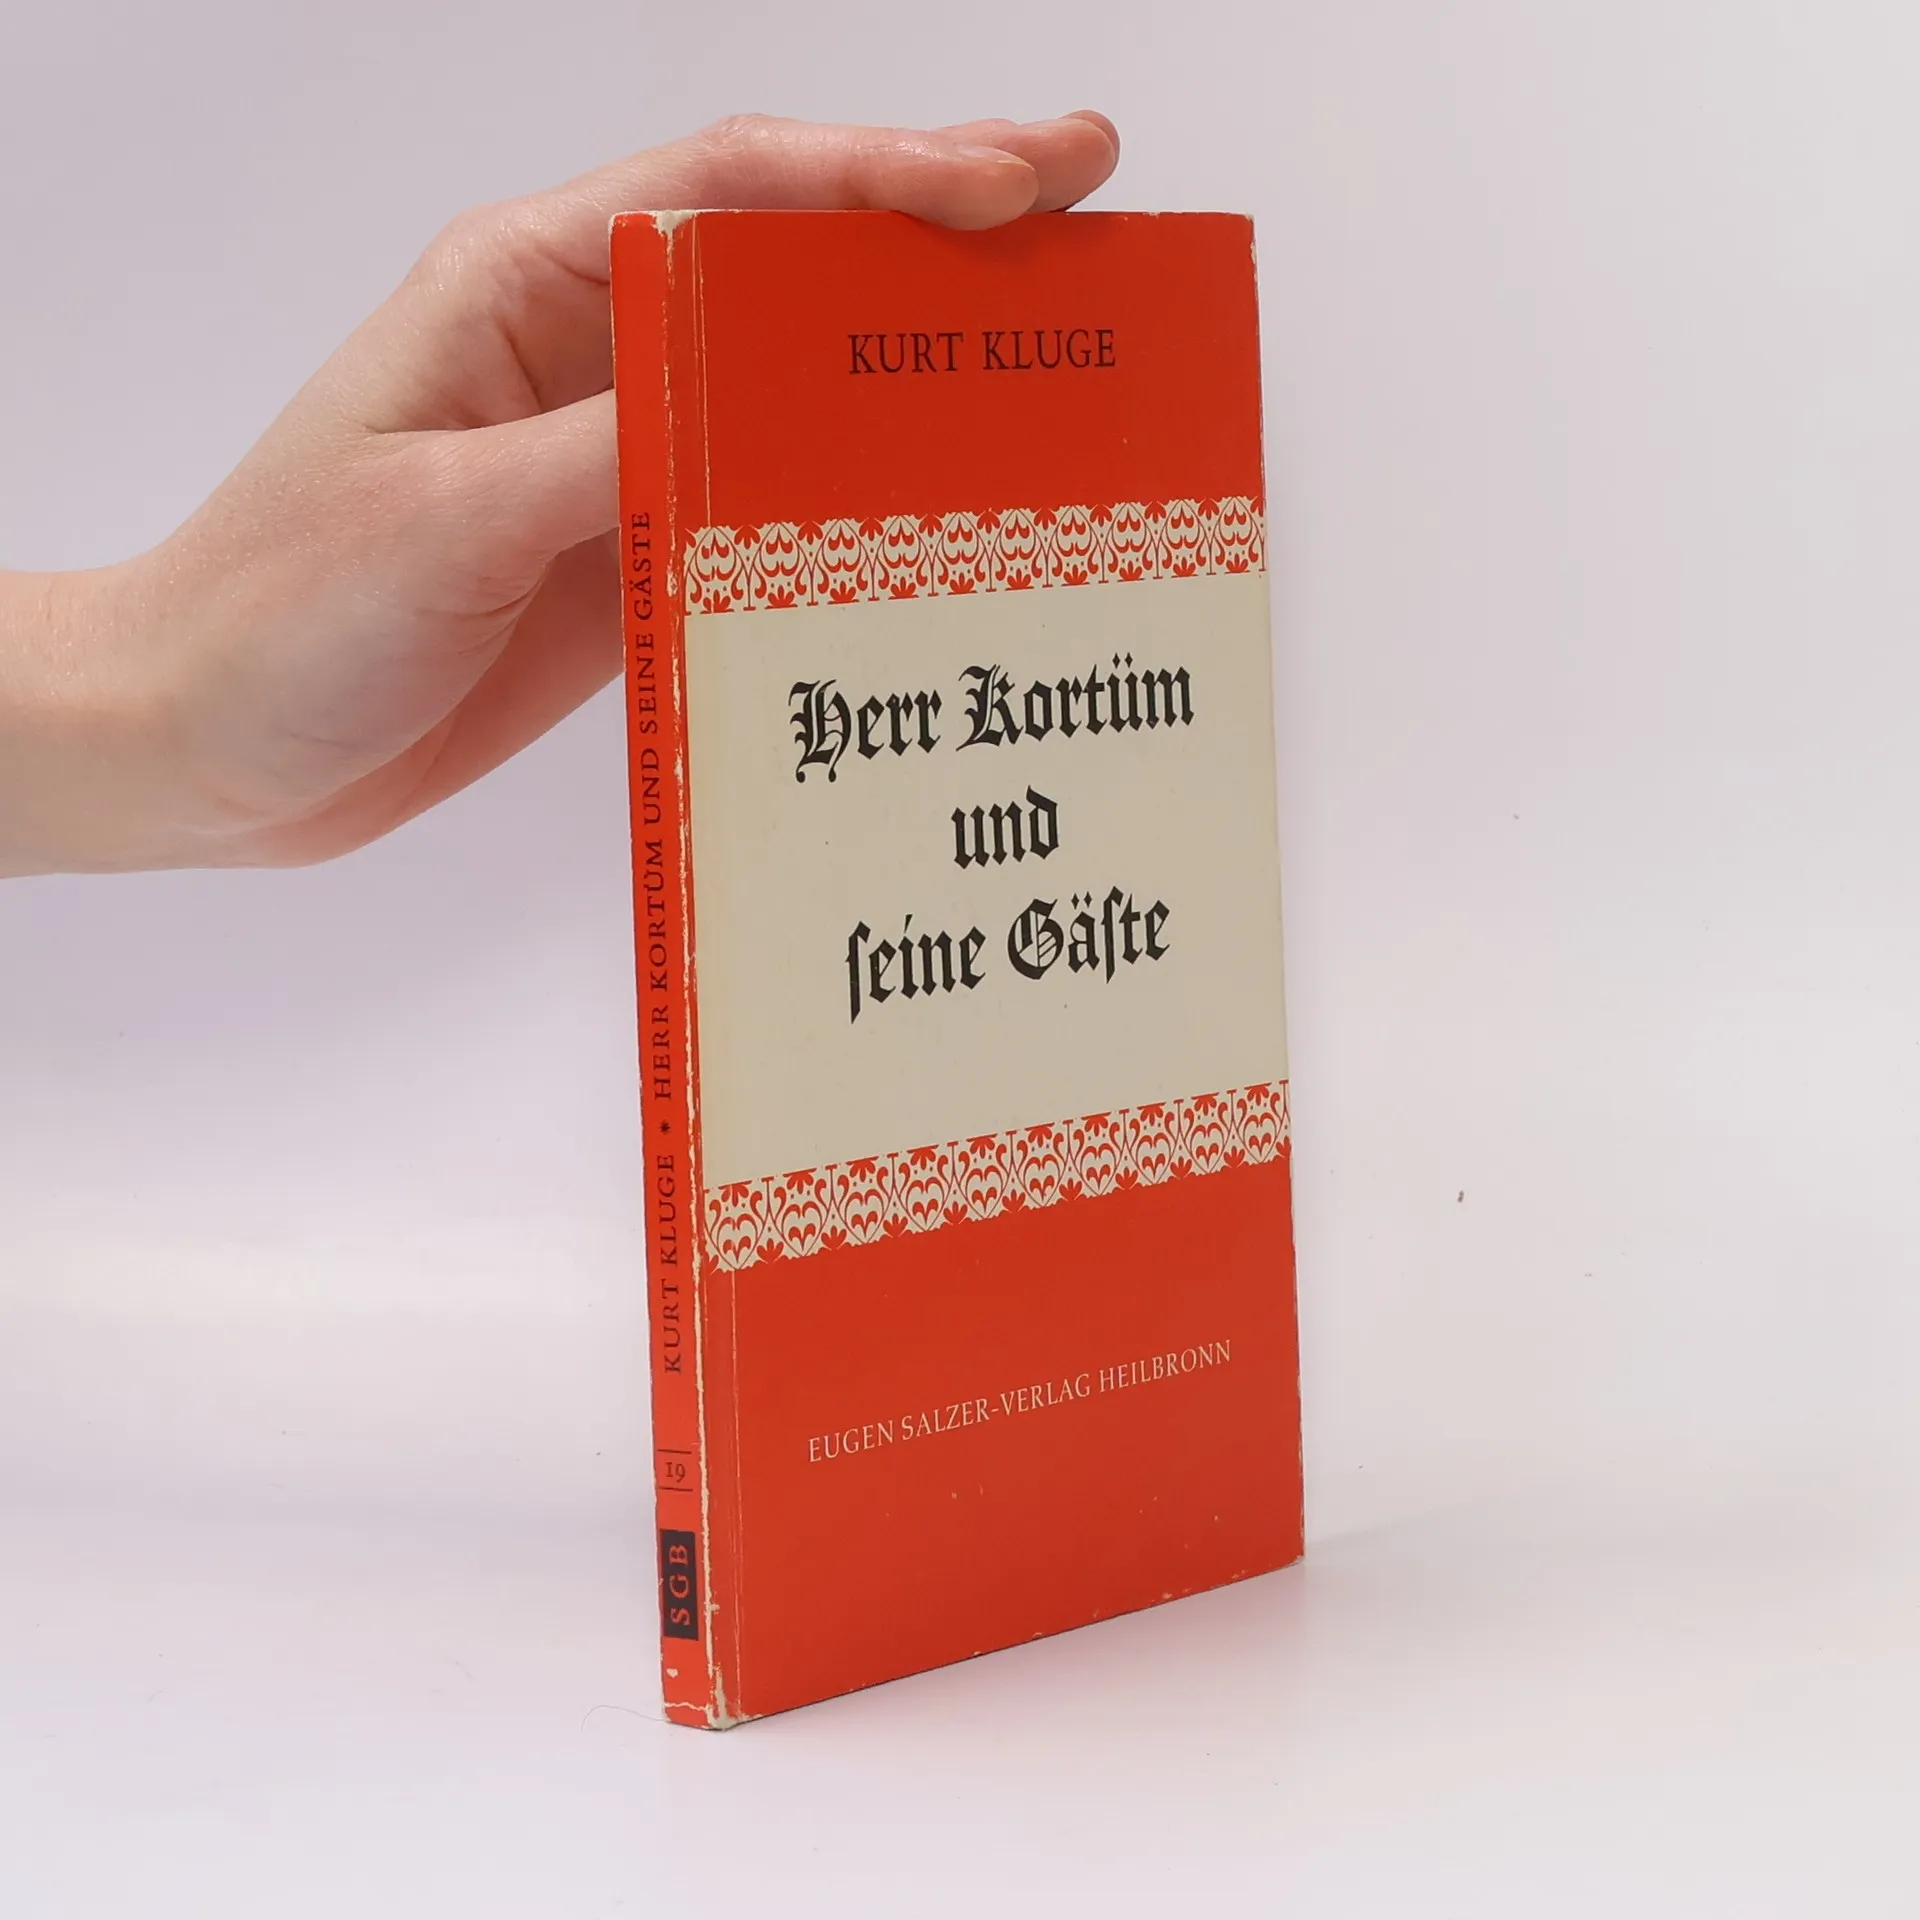 KURT KLUGE
Herr Kortüm
und
ſeine Gäſte
EUGEN SALZER-VERLAG HEILBRONN
KURT KLUGE * HERR KORTÜM UND SEINE GÄSTE
19
SGB